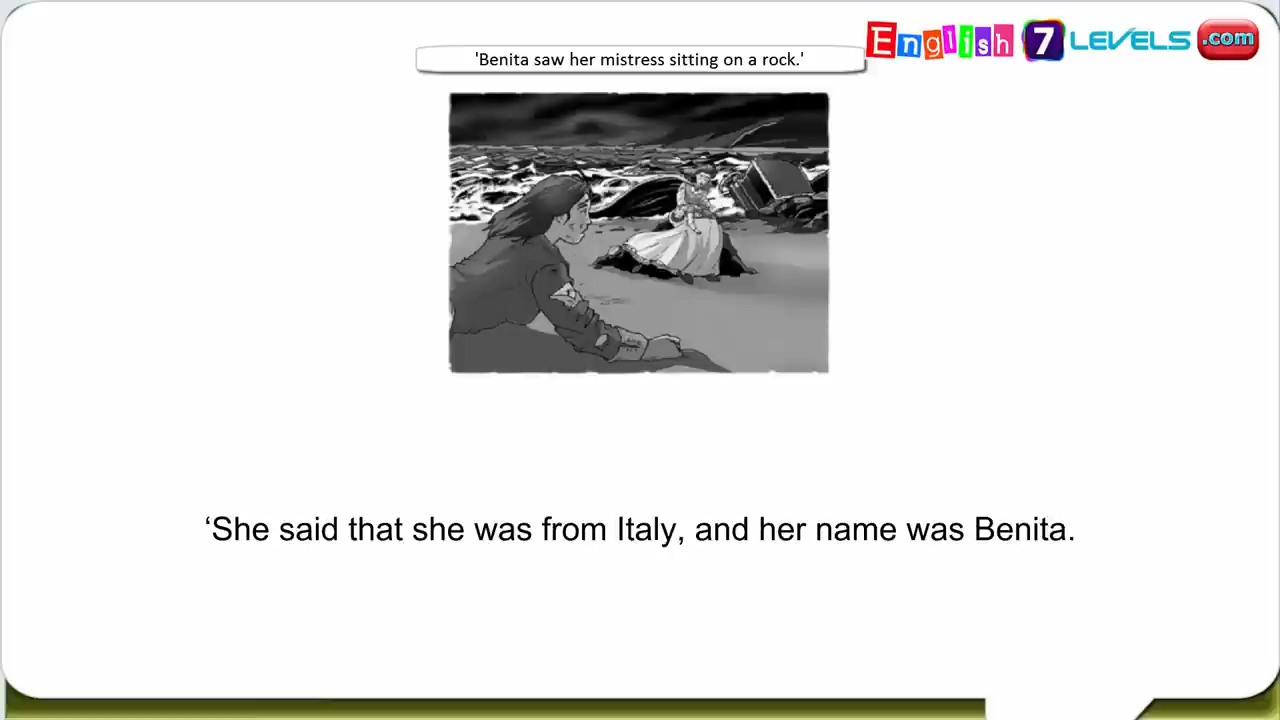 English 7 LEVELS .com
'Benita saw her mistress sitting on a rock.'
‘She said that she was from Italy, and her name was Benita.